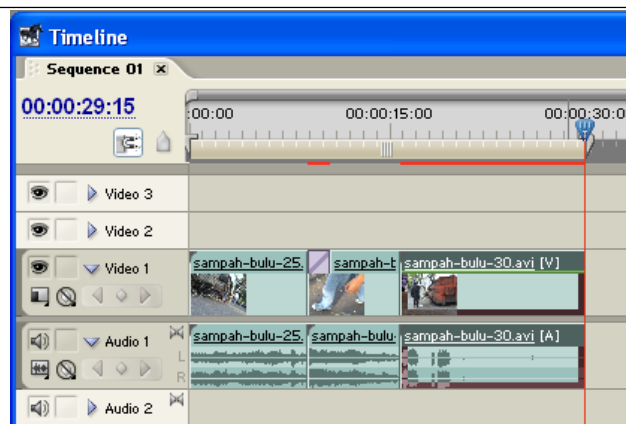 Timeline
Sequence 01
00:00:29:15
:00:00 00:00:15:00 00:00:30:0
Video 3
Video 2
Video 1
sampah-bulu-25. sampah-b sampah-bulu-30.avi [V]
Audio 1
L
R
sampah-bulu-25. sampah-bulu- sampah-bulu-30.avi [A]
Audio 2